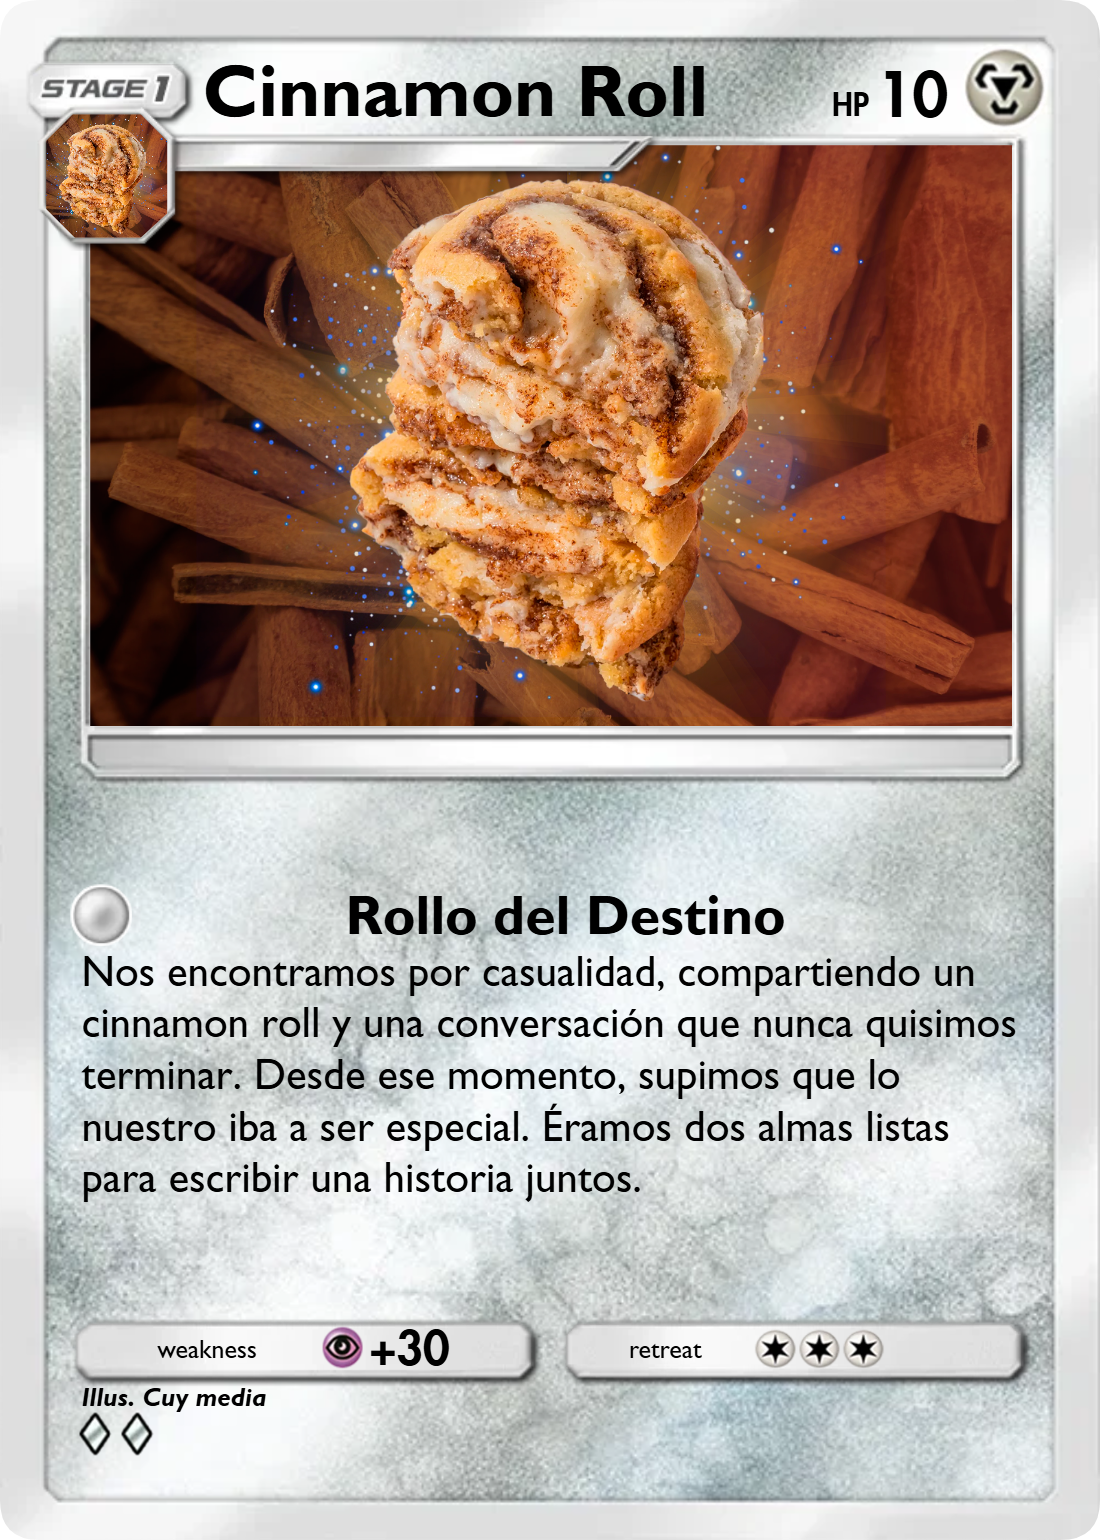 STAGE 1
Cinnamon Roll
HP 10
Rollo del Destino
Nos encontramos por casualidad, compartiendo un
cinnamon roll y una conversación que nunca quisimos
terminar. Desde ese momento, supimos que lo
nuestro iba a ser especial. Éramos dos almas listas
para escribir una historia juntos.
weakness +30
retreat
Illus. Cuy media